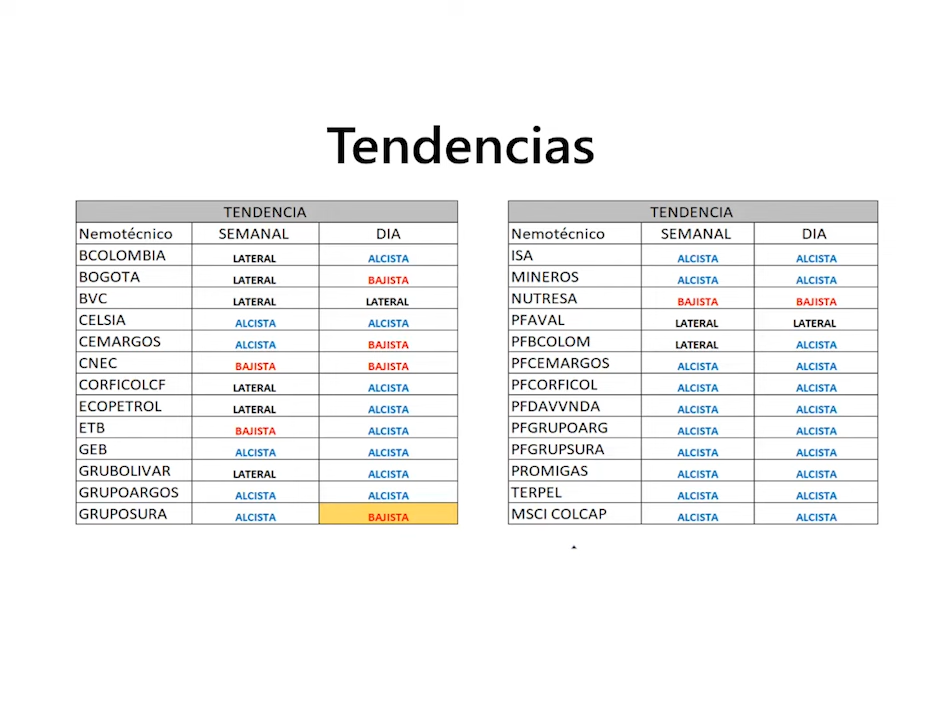 Tendencias
TENDENCIA
Nemotécnico SEMANAL DIA
BCOLOMBIA LATERAL ALCISTA
BOGOTA LATERAL BAJISTA
BVC LATERAL LATERAL
CELSIA ALCISTA ALCISTA
CEMARGOS ALCISTA BAJISTA
CNEC BAJISTA BAJISTA
CORFICOLCF LATERAL ALCISTA
ECOPETROL LATERAL ALCISTA
ETB BAJISTA ALCISTA
GEB ALCISTA ALCISTA
GRUBOLIVAR LATERAL ALCISTA
GRUPOARGOS ALCISTA ALCISTA
GRUPOSURA ALCISTA BAJISTA
TENDENCIA
Nemotécnico SEMANAL DIA
ISA ALCISTA ALCISTA
MINEROS ALCISTA ALCISTA
NUTRESA BAJISTA BAJISTA
PFAVAL LATERAL LATERAL
PFBCOLOM LATERAL ALCISTA
PFCEMARGOS ALCISTA ALCISTA
PFCORFICOL ALCISTA ALCISTA
PFDAVVNDA ALCISTA ALCISTA
PFGRUPOARG ALCISTA ALCISTA
PFGRUPSURA ALCISTA ALCISTA
PROMIGAS ALCISTA ALCISTA
TERPEL ALCISTA ALCISTA
MSCI COLCAP ALCISTA ALCISTA